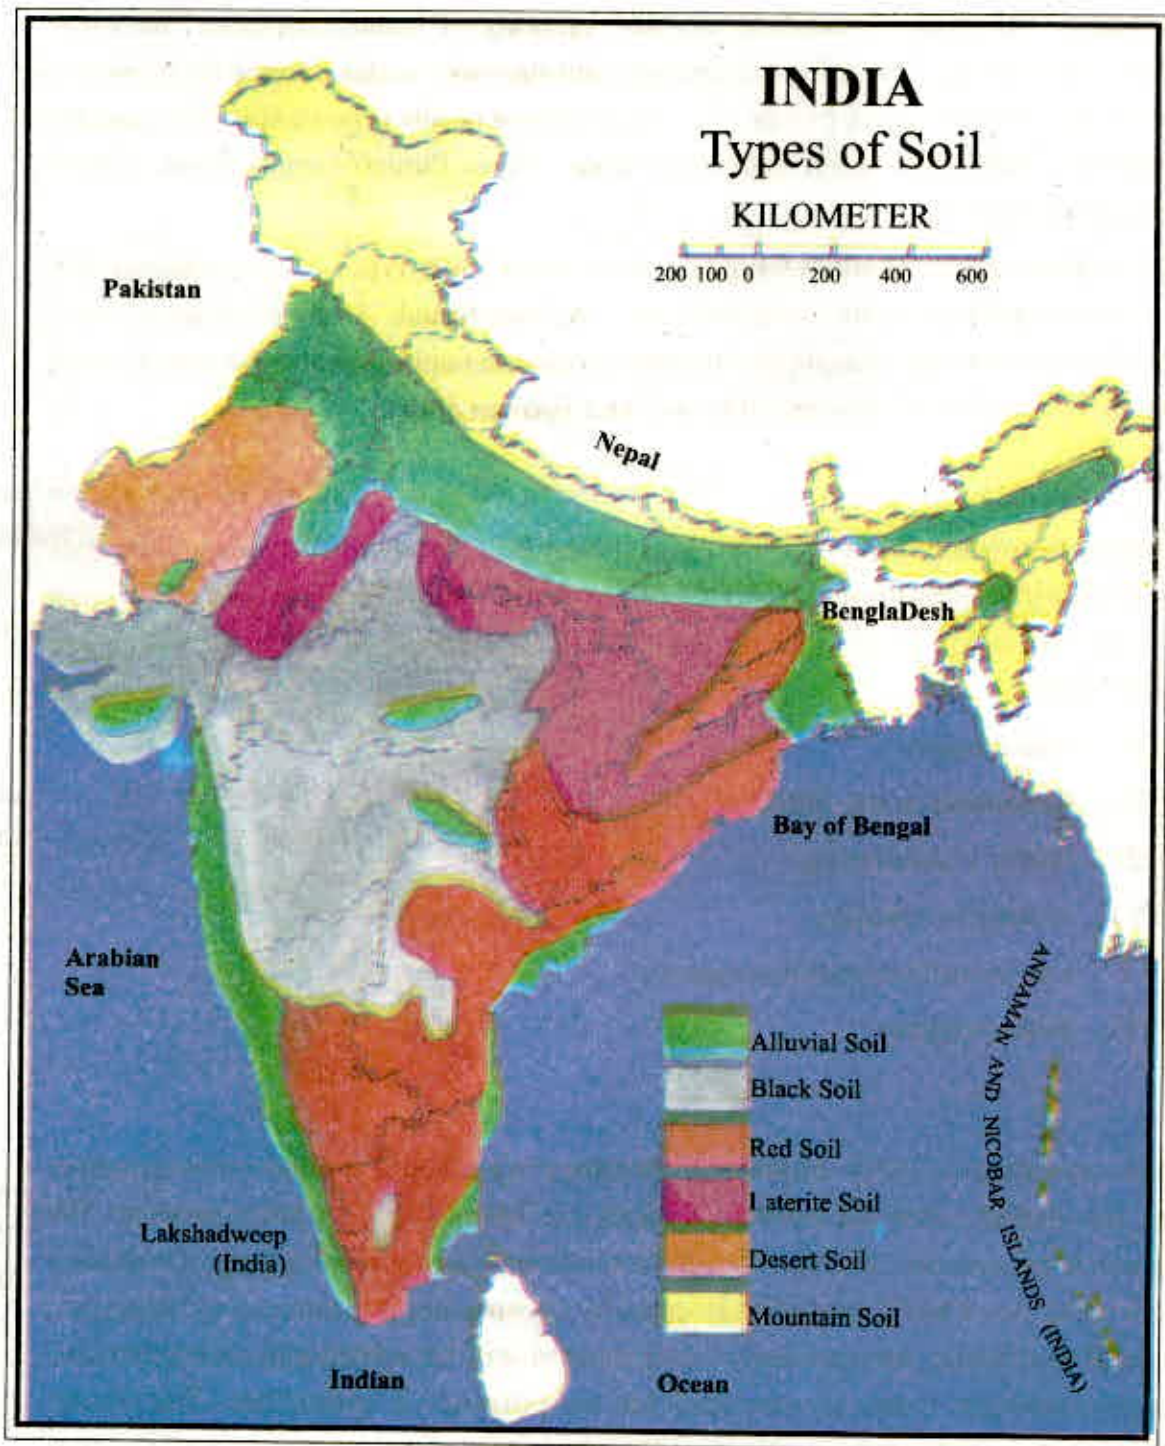 INDIA
Types of Soil
KILOMETER
200 100 0 200 400 600
Pakistan
Nepal
BenglaDesh
Bay of Bengal
Arabian
Sea
ANDAMAN AND NICOBAR ISLANDS (INDIA)
Alluvial Soil
Black Soil
Red Soil
Laterite Soil
Desert Soil
Mountain Soil
Lakshadweep
(India)
Indian
Ocean